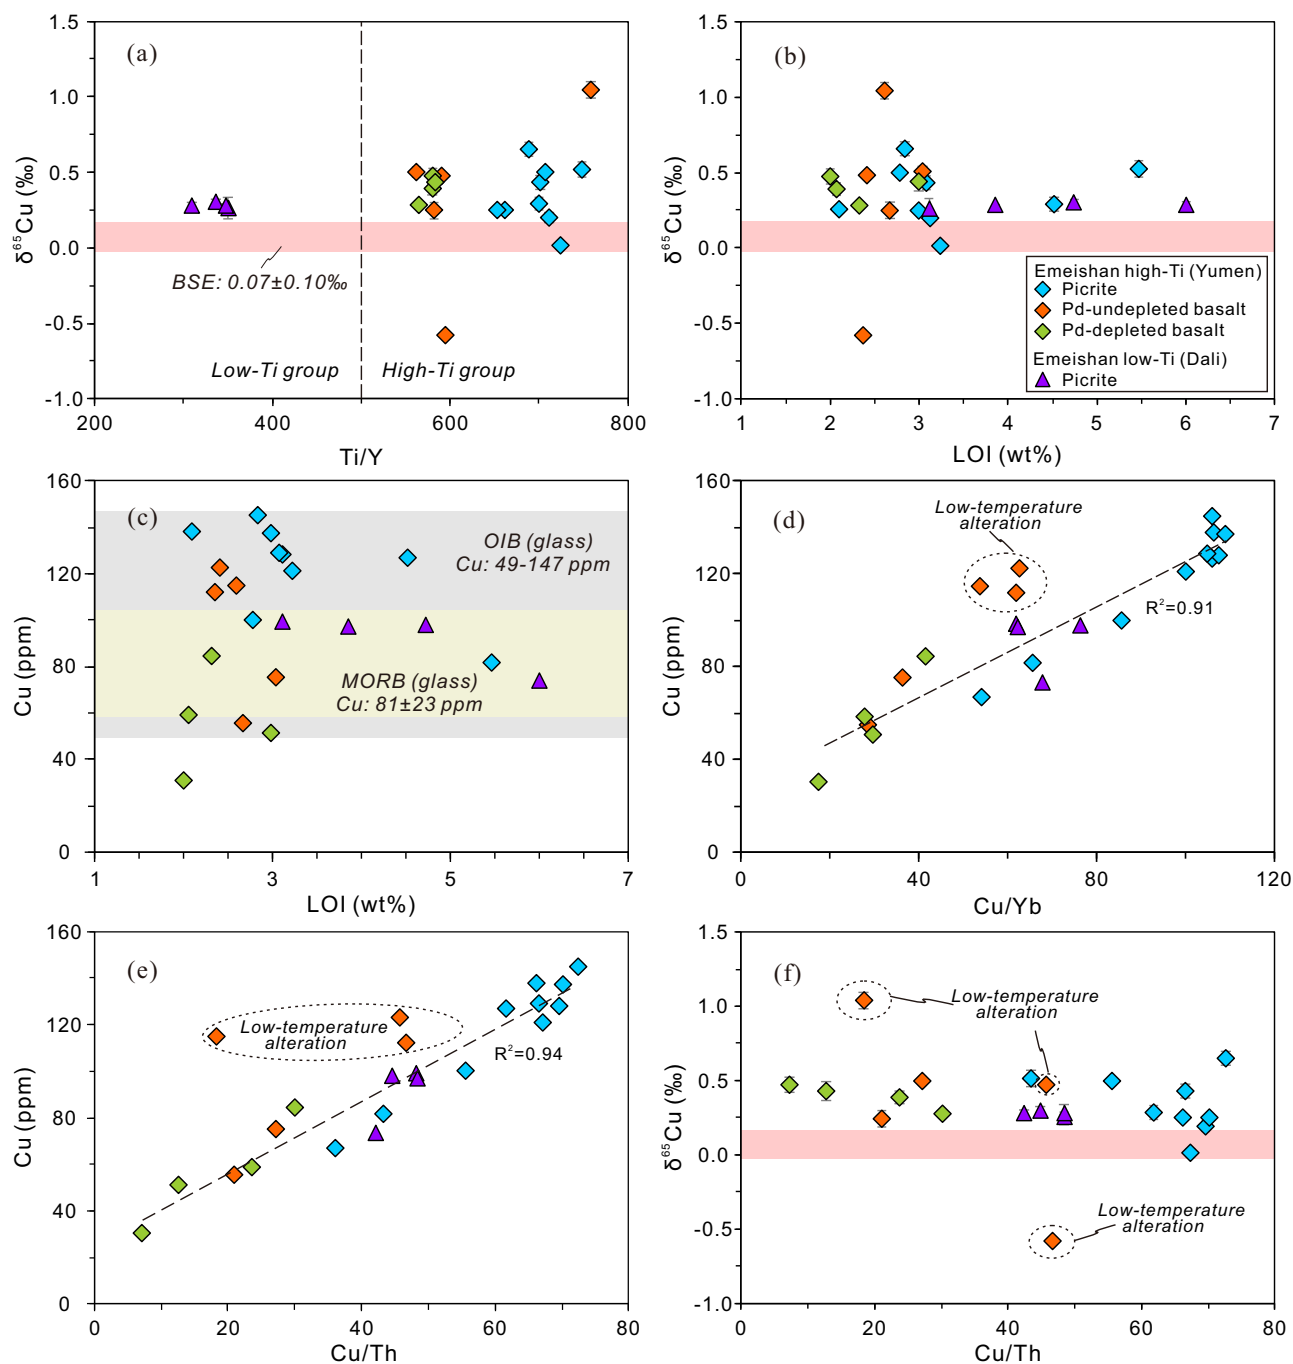 (a)
1.5
1.0
0.5
0.0
-0.5
-1.0
δ⁶⁵Cu (‰)
BSE: 0.07±0.10‰
Low-Ti group
High-Ti group
200
400
600
800
Ti/Y
(b)
1.5
1.0
0.5
0.0
-0.5
-1.0
δ⁶⁵Cu (‰)
Emeishan high-Ti (Yumen)
Picrite
Pd-undepleted basalt
Pd-depleted basalt
Emeishan low-Ti (Dali)
Picrite
1
2
3
4
5
6
7
LOI (wt%)
(c)
160
120
80
40
0
Cu (ppm)
OIB (glass)
Cu: 49-147 ppm
MORB (glass)
Cu: 81±23 ppm
1
3
5
7
LOI (wt%)
(d)
160
120
80
40
0
Cu (ppm)
Low-temperature
alteration
R²=0.91
0
40
80
120
Cu/Yb
(e)
160
120
80
40
0
Cu (ppm)
Low-temperature
alteration
R²=0.94
0
20
40
60
80
Cu/Th
(f)
1.5
1.0
0.5
0.0
-0.5
-1.0
δ⁶⁵Cu (‰)
Low-temperature
alteration
Low-temperature
alteration
0
20
40
60
80
Cu/Th